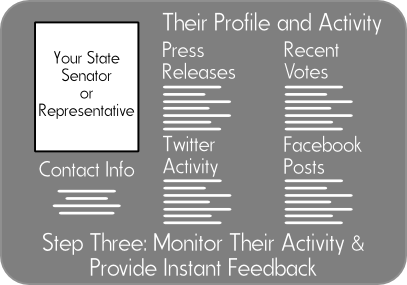 Their Profile and Activity
Your State
Senator
or
Representative
Contact Info
Press
Releases
Recent
Votes
Twitter
Activity
Facebook
Posts
Step Three: Monitor Their Activity &
Provide Instant Feedback